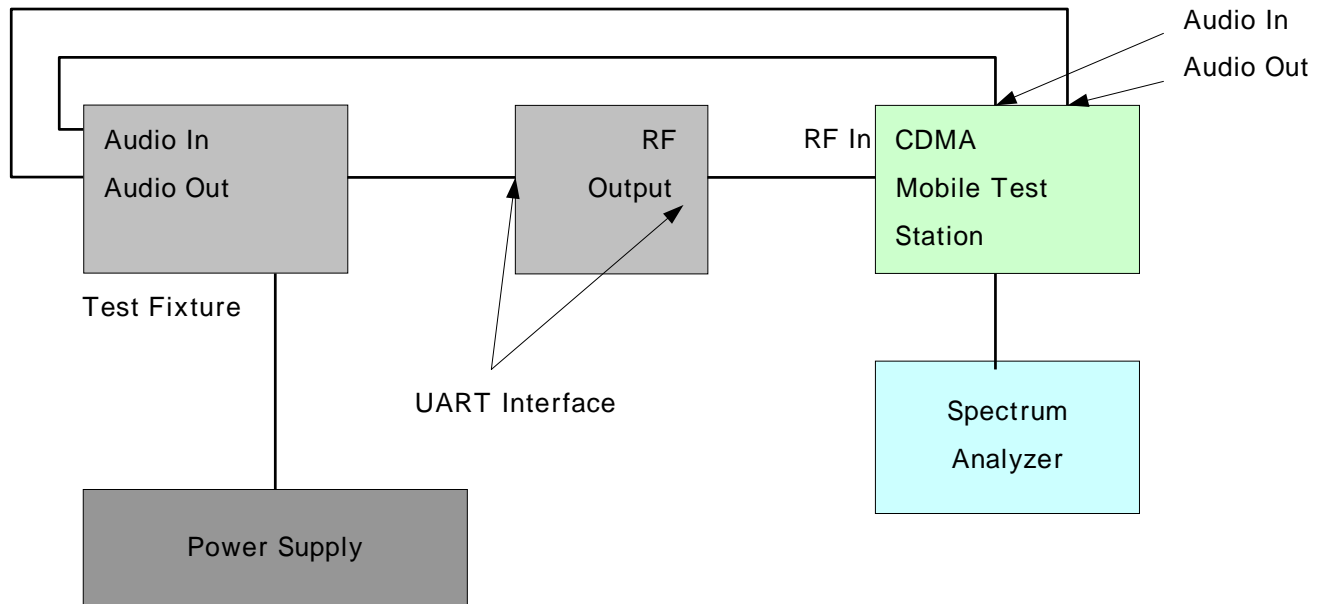 Audio In
Audio Out
Audio In
Audio Out
RF
Output
RF In
CDMA
Mobile Test
Station
Test Fixture
UART Interface
Spectrum
Analyzer
Power Supply